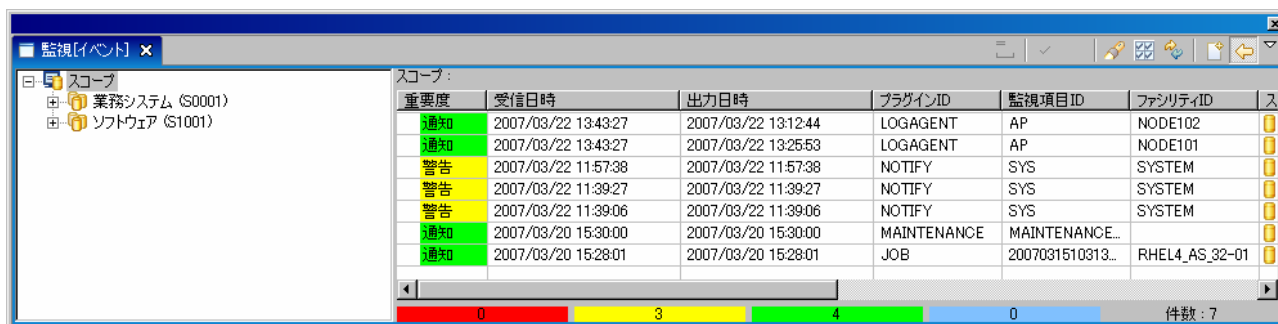 監視[イベント]
スコープ
業務システム (S0001)
ソフトウェア (S1001)
スコープ :
重要度 受信日時 出力日時 プラグインID 監視項目ID ファシリティID ス
通知 2007/03/22 13:43:27 2007/03/22 13:12:44 LOGAGENT AP NODE102
通知 2007/03/22 13:43:27 2007/03/22 13:25:53 LOGAGENT AP NODE101
警告 2007/03/22 11:57:38 2007/03/22 11:57:38 NOTIFY SYS SYSTEM
警告 2007/03/22 11:39:27 2007/03/22 11:39:27 NOTIFY SYS SYSTEM
警告 2007/03/22 11:39:06 2007/03/22 11:39:06 NOTIFY SYS SYSTEM
通知 2007/03/20 15:30:00 2007/03/20 15:30:00 MAINTENANCE MAINTENANCE...
通知 2007/03/20 15:28:01 2007/03/20 15:28:01 JOB 2007031510313... RHEL4_AS_32-01
0 3 4 0 件数 : 7